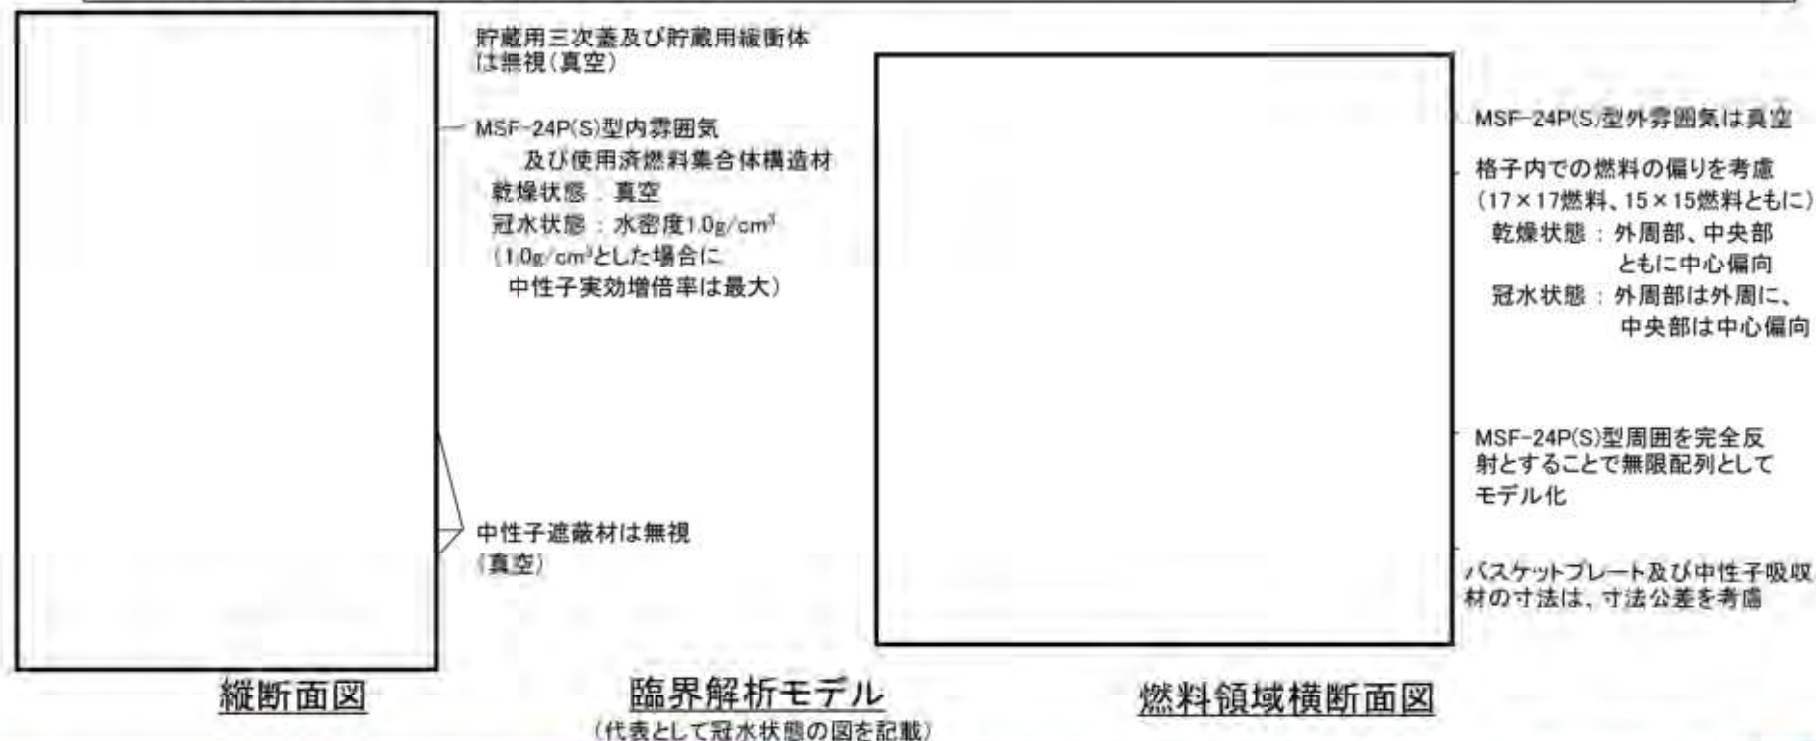 貯蔵用三次蓋及び貯蔵用緩衝体
は無視(真空)
MSF-24P(S)型内雰囲気
及び使用済燃料集合体構造材
乾燥状態：真空
冠水状態：水密度1.0g/cm³
(1.0g/cm³とした場合に
中性子実効増倍率は最大)
中性子遮蔽材は無視
(真空)
MSF-24P(S)型外雰囲気は真空
格子内での燃料の偏りを考慮
(17×17燃料、15×15燃料ともに)
乾燥状態：外周部、中央部
ともに中心偏向
冠水状態：外周部は外周に、
中央部は中心偏向
MSF-24P(S)型周囲を完全反
射とすることで無限配列として
モデル化
バスケットプレート及び中性子吸収
材の寸法は、寸法公差を考慮
縦断面図
臨界解析モデル
(代表として冠水状態の図を記載)
燃料領域横断面図